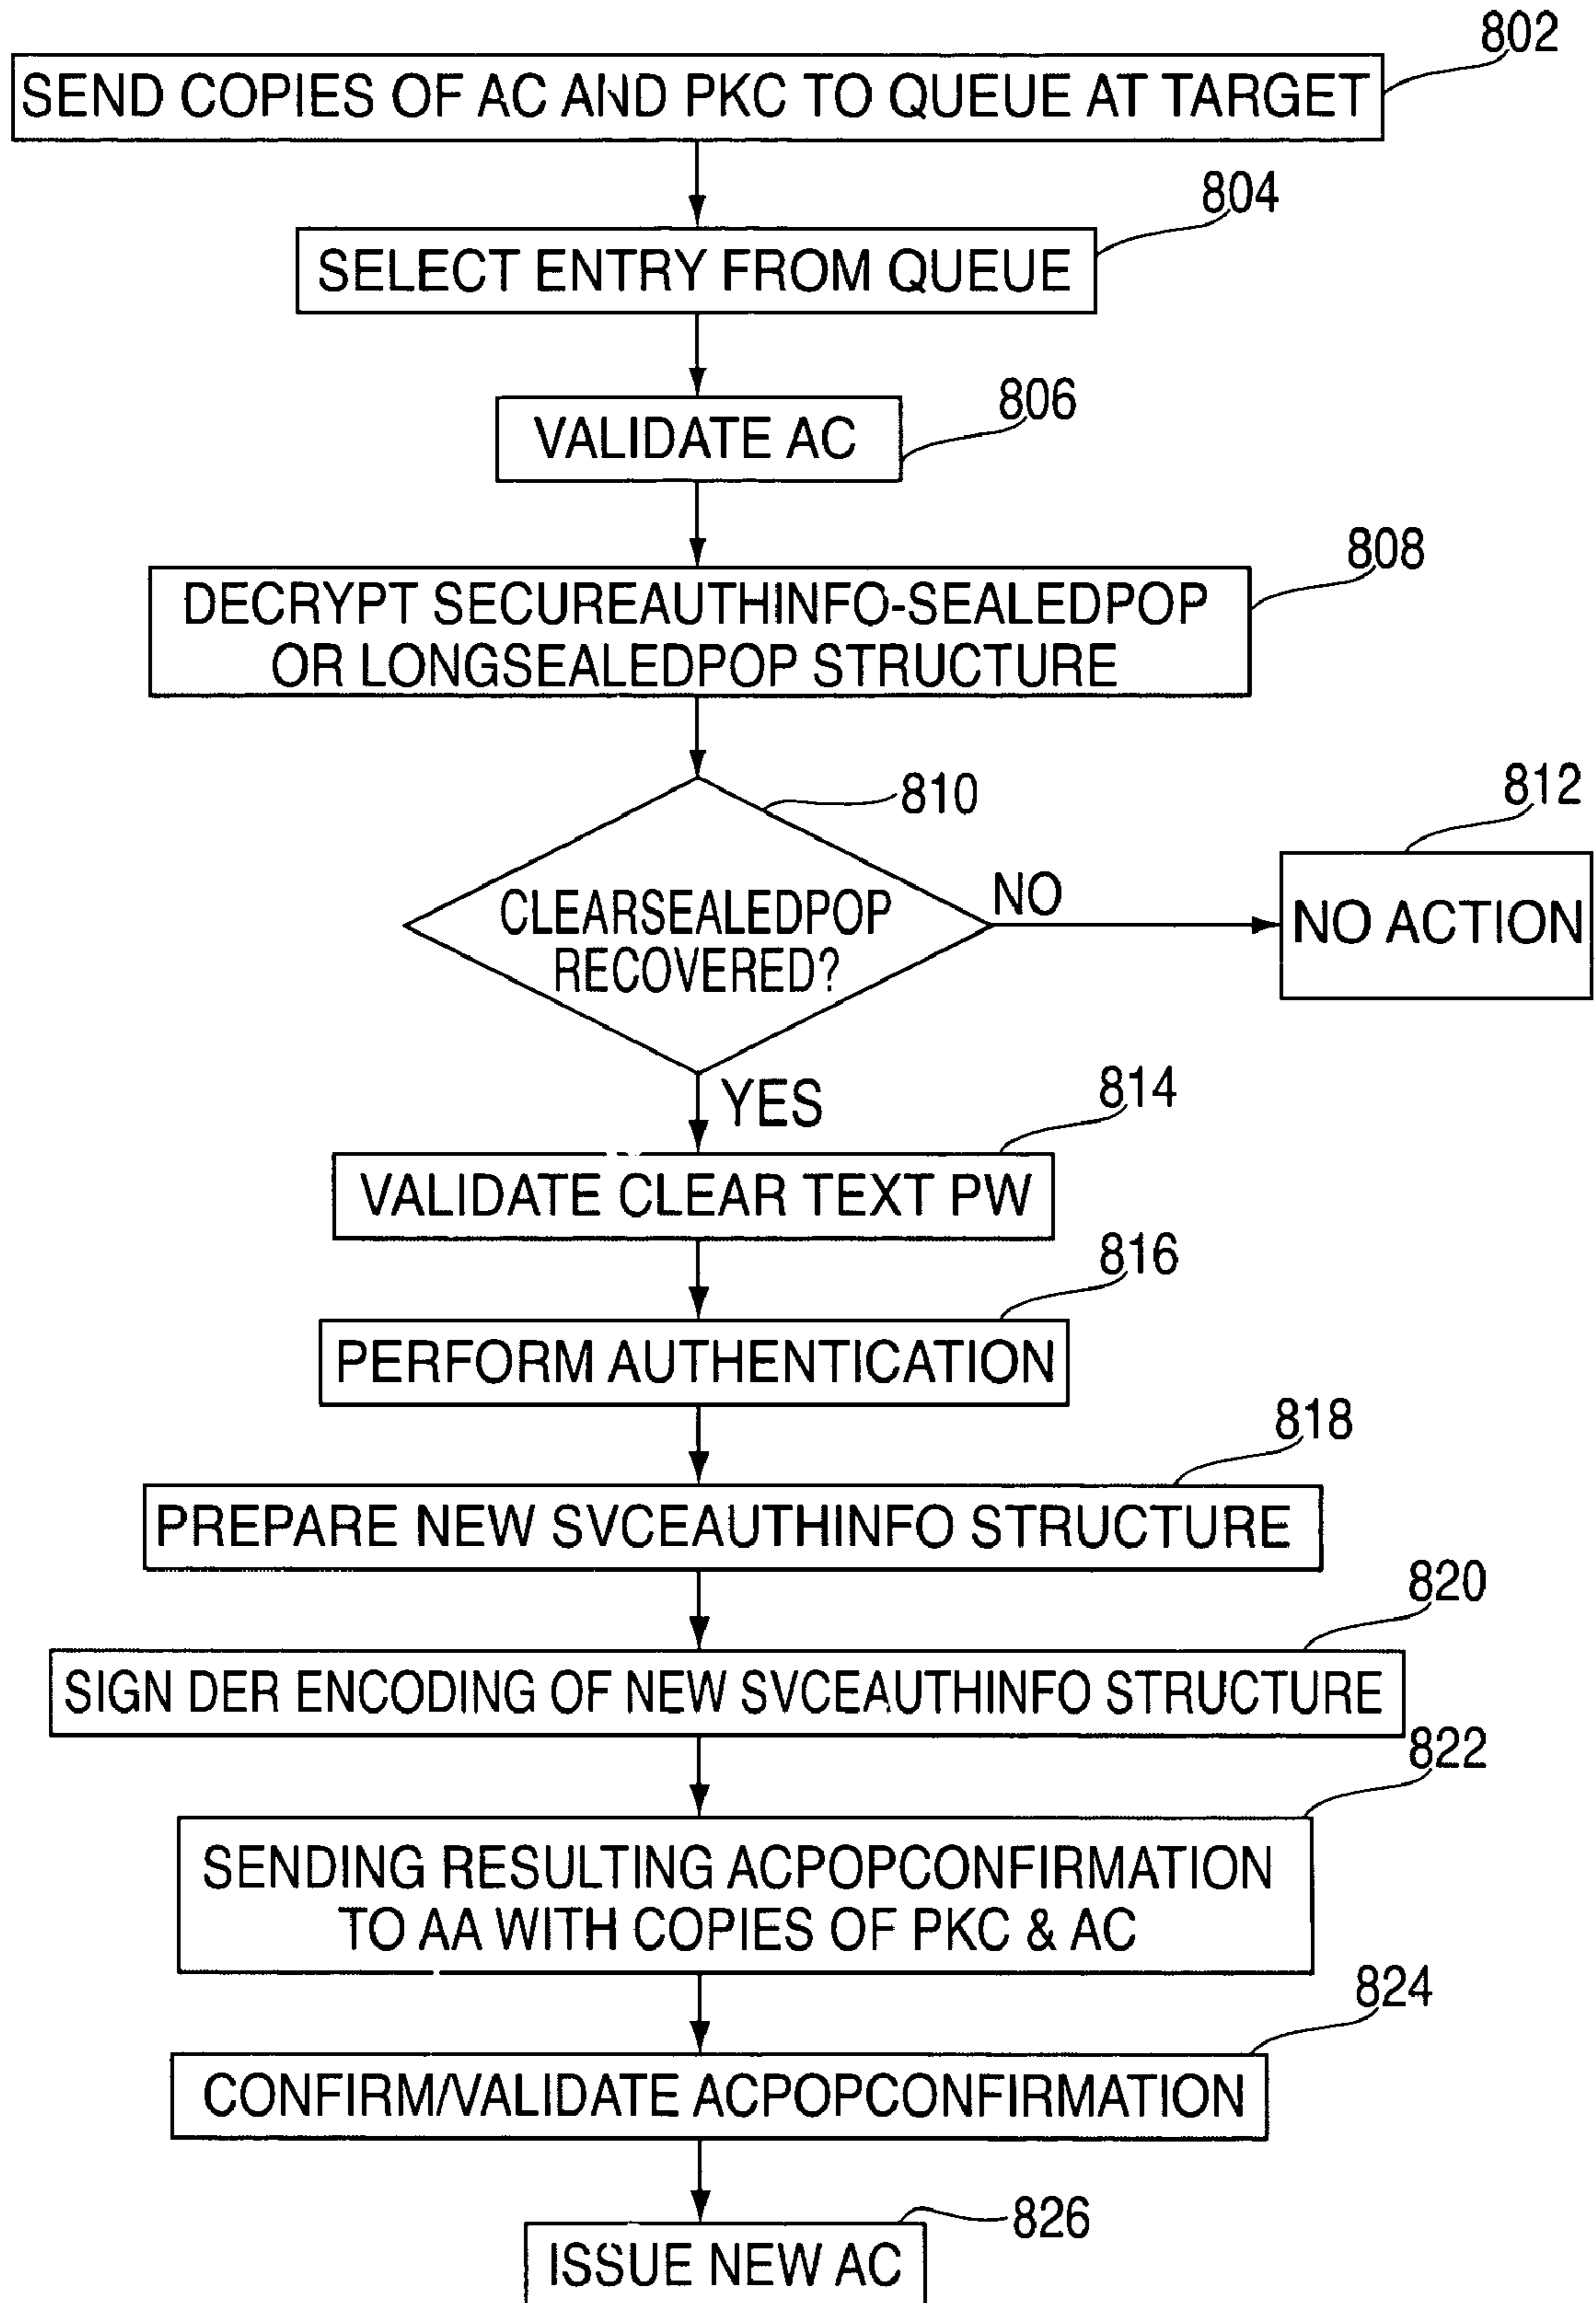 802
SEND COPIES OF AC AND PKC TO QUEUE AT TARGET
804
SELECT ENTRY FROM QUEUE
806
VALIDATE AC
808
DECRYPT SECUREAUTHINFO-SEALEDPOP
OR LONGSEALEDPOP STRUCTURE
810
812
CLEARSEALEDPOP
RECOVERED?
NO
NO ACTION
YES
814
VALIDATE CLEAR TEXT PW
816
PERFORM AUTHENTICATION
818
PREPARE NEW SVCEAUTHINFO STRUCTURE
820
SIGN DER ENCODING OF NEW SVCEAUTHINFO STRUCTURE
822
SENDING RESULTING ACPOPCONFIRMATION
TO AA WITH COPIES OF PKC & AC
824
CONFIRM/VALIDATE ACPOPCONFIRMATION
826
ISSUE NEW AC